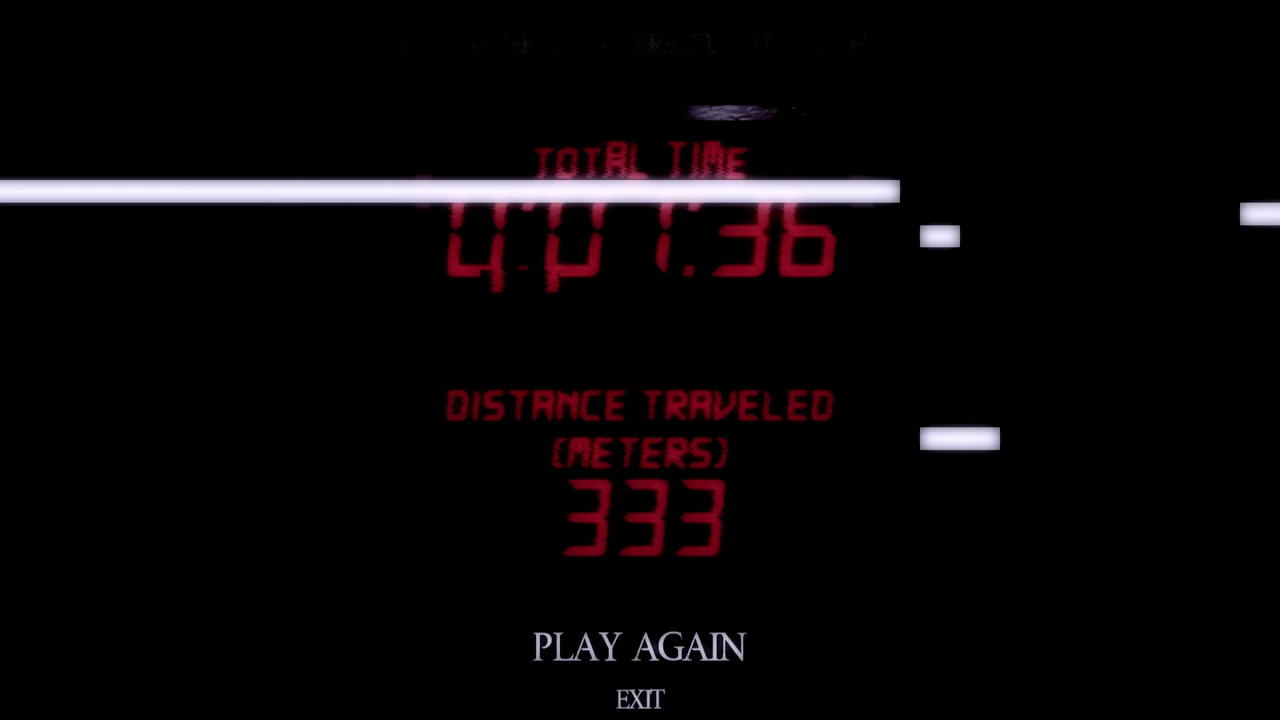 TOTAL TIME
DISTANCE TRAVELED
(METERS)
333
PLAY AGAIN
EXIT